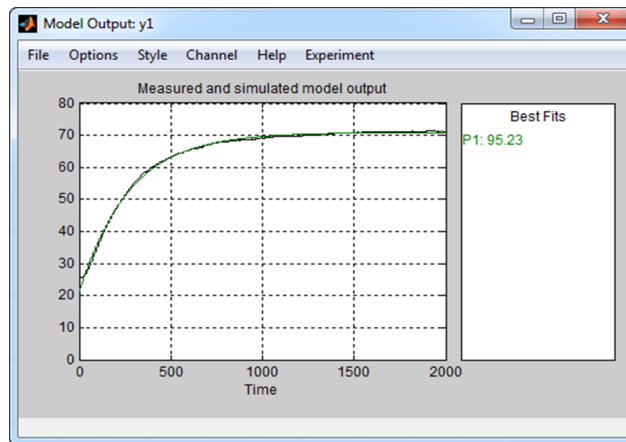 Model Output: y1
File Options Style Channel Help Experiment
Measured and simulated model output
80
70
60
50
40
30
20
10
0
0 500 1000 1500 2000
Time
Best Fits
P1: 95.23